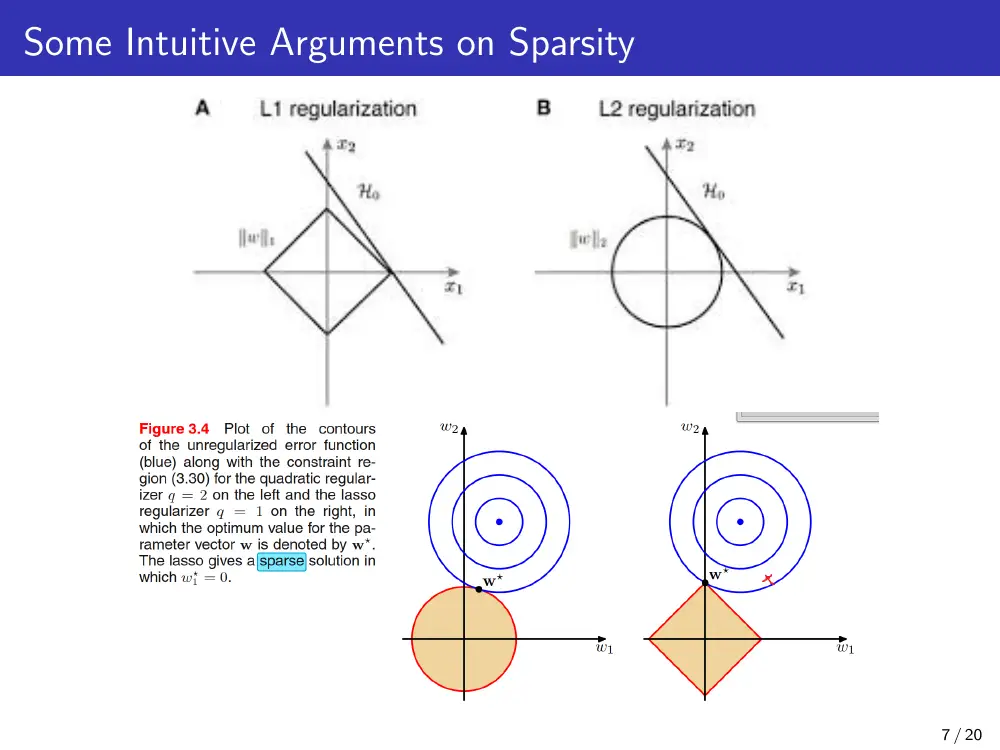 Some Intuitive Arguments on Sparsity
A L1 regularization
B L2 regularization
x₂
H₀
‖w‖₁
x₁
x₂
H₀
‖w‖₂
x₁
Figure 3.4 Plot of the contours
of the unregularized error function
(blue) along with the constraint re-
gion (3.30) for the quadratic regular-
izer q = 2 on the left and the lasso
regularizer q = 1 on the right, in
which the optimum value for the pa-
rameter vector w is denoted by w⋆.
The lasso gives a sparse solution in
which w₁⋆ = 0.
w₂
w⋆
w₁
w₂
w⋆
w₁
7 / 20